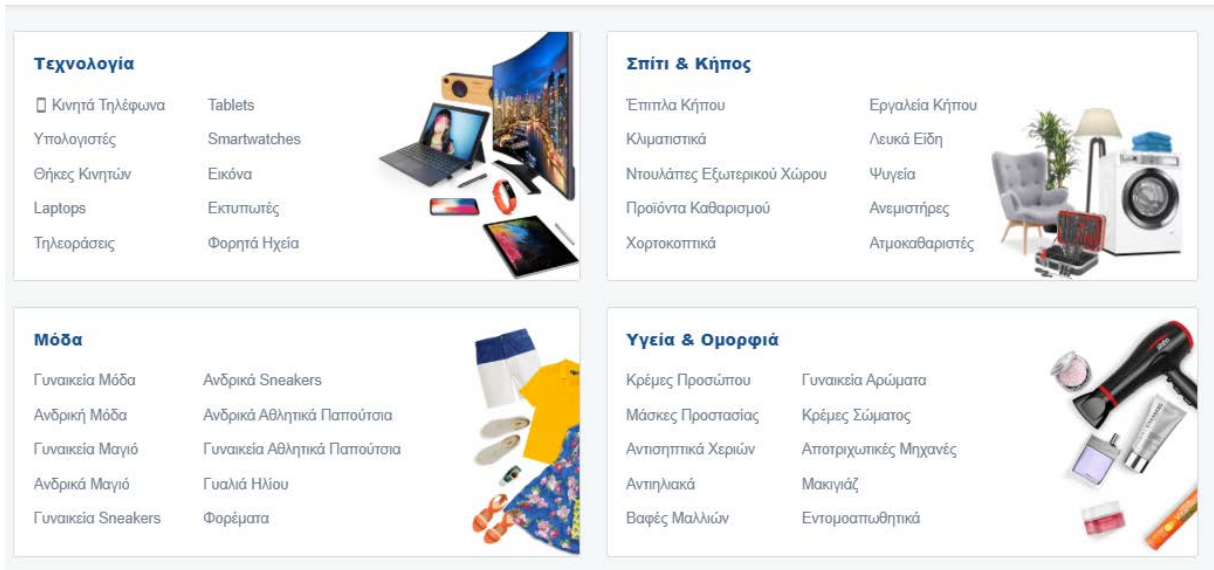 Τεχνολογία
Κινητά Τηλέφωνα
Υπολογιστές
Θήκες Κινητών
Laptops
Τηλεοράσεις
Tablets
Smartwatches
Εικόνα
Εκτυπωτές
Φορητά Ηχεία
Σπίτι & Κήπος
Έπιπλα Κήπου
Κλιματιστικά
Ντουλάπες Εξωτερικού Χώρου
Προϊόντα Καθαρισμού
Χορτοκοπτικά
Εργαλεία Κήπου
Λευκά Είδη
Ψυγεία
Ανεμιστήρες
Ατμοκαθαριστές
Μόδα
Γυναικεία Μόδα
Ανδρική Μόδα
Γυναικεία Μαγιό
Ανδρικά Μαγιό
Γυναικεία Sneakers
Ανδρικά Sneakers
Ανδρικά Αθλητικά Παπούτσια
Γυναικεία Αθλητικά Παπούτσια
Γυαλιά Ηλίου
Φορέματα
Υγεία & Ομορφιά
Κρέμες Προσώπου
Μάσκες Προστασίας
Αντισηπτικά Χεριών
Αντιηλιακά
Βαφές Μαλλιών
Γυναικεία Αρώματα
Κρέμες Σώματος
Αποτριχωτικές Μηχανές
Μακιγιάζ
Εντομοαπωθητικά